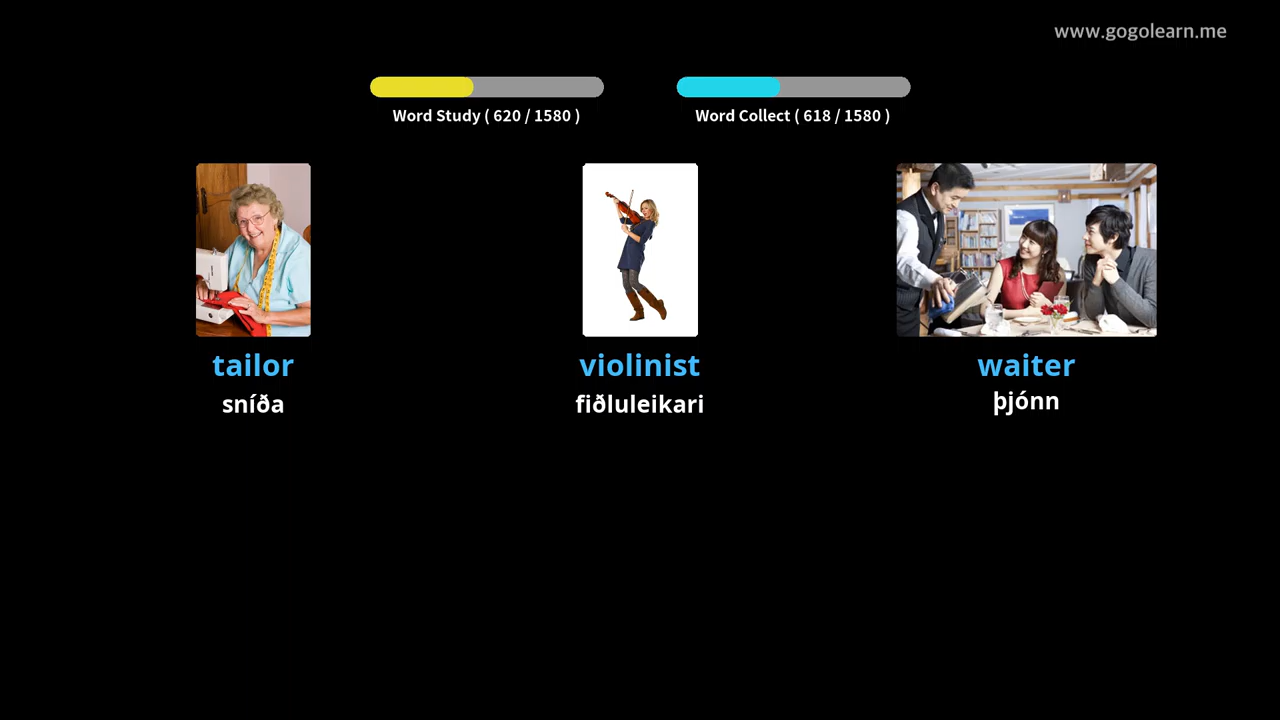 www.gogolearn.me
Word Study ( 620 / 1580 )
Word Collect ( 618 / 1580 )
tailor
sníða
violinist
fiðluleikari
waiter
þjónn